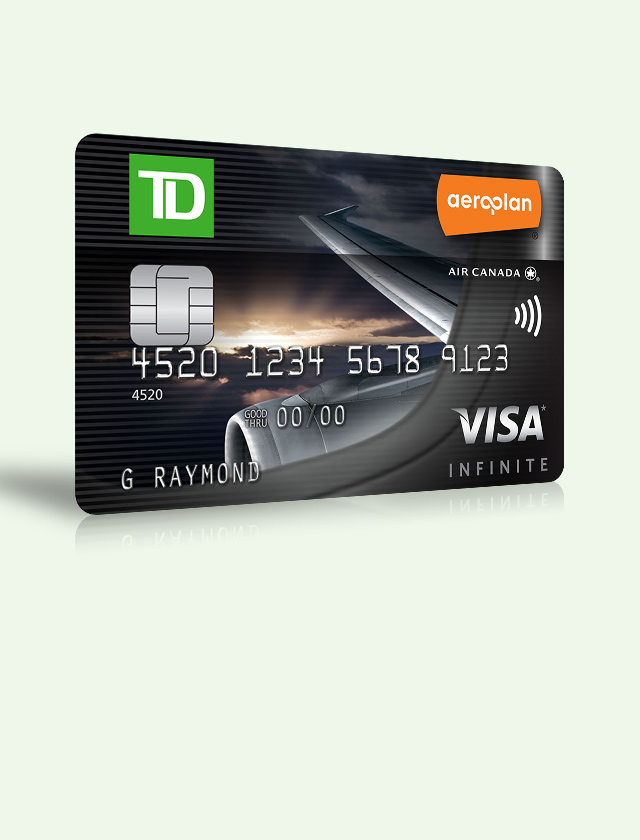 TD
aeroplan
®
AIR CANADA ®
4520 1234 5678 9123
4520
GOOD THRU 00/00
VISA*
G RAYMOND
INFINITE